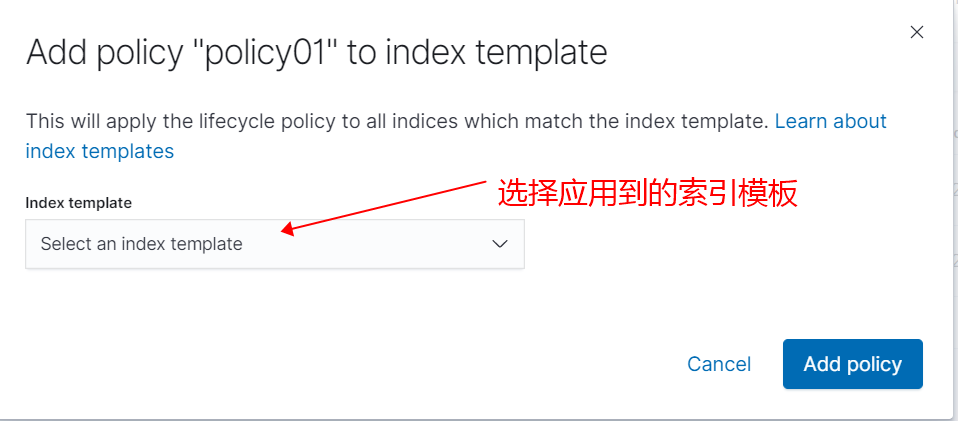 Add policy "policy01" to index template
This will apply the lifecycle policy to all indices which match the index template. Learn about
index templates
选择应用到的索引模板
Index template
Select an index template
Cancel
Add policy